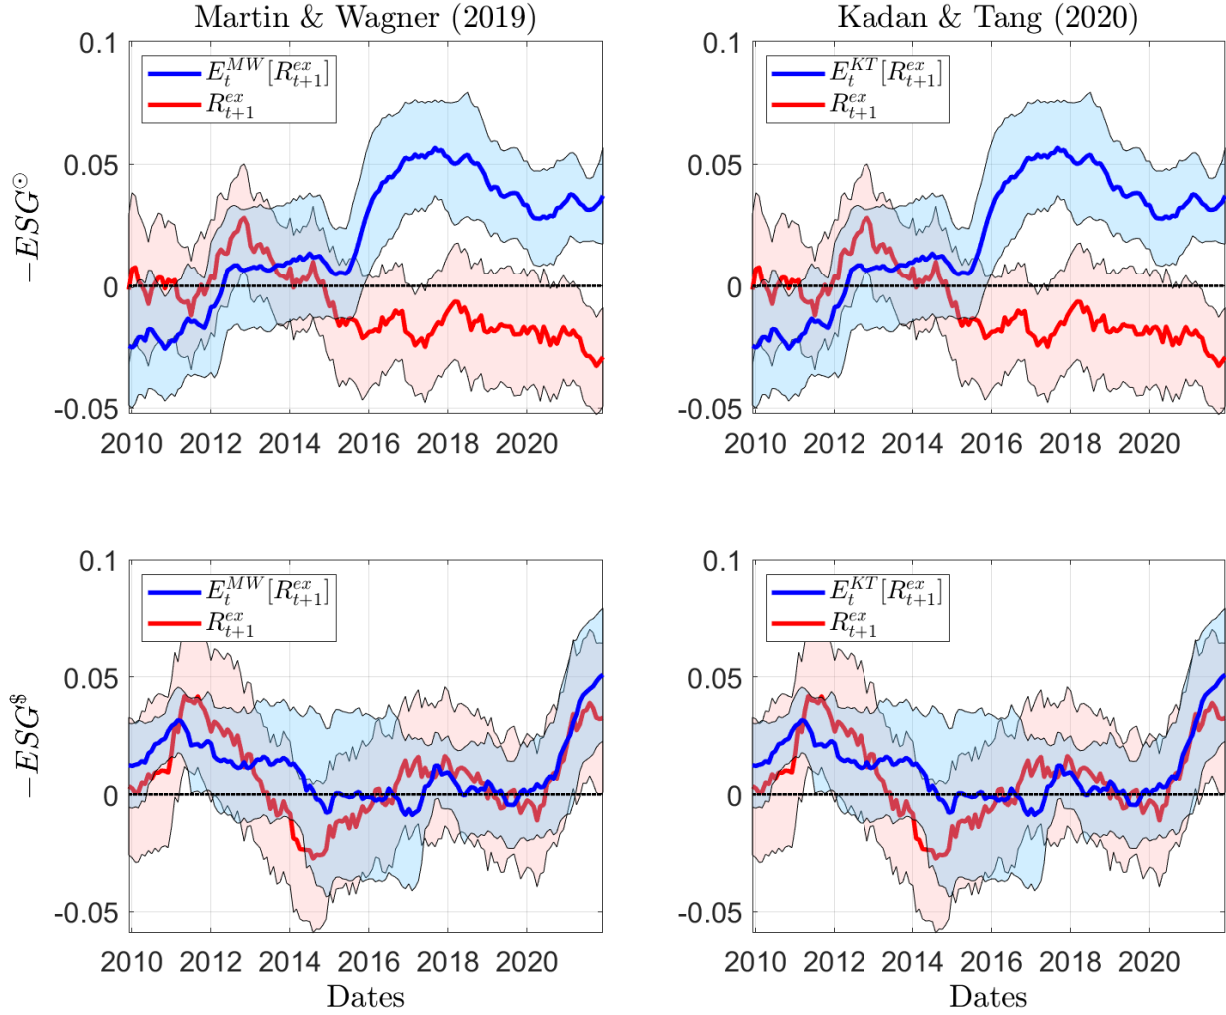 Martin & Wagner (2019)
Kadan & Tang (2020)
−ESG⊙
0.1
0.05
0
-0.05
E_t^{MW}[R_{t+1}^{ex}]
R_{t+1}^{ex}
2010 2012 2014 2016 2018 2020
0.1
0.05
0
-0.05
E_t^{KT}[R_{t+1}^{ex}]
R_{t+1}^{ex}
2010 2012 2014 2016 2018 2020
−ESG$
0.1
0.05
0
-0.05
E_t^{MW}[R_{t+1}^{ex}]
R_{t+1}^{ex}
2010 2012 2014 2016 2018 2020
Dates
0.1
0.05
0
-0.05
E_t^{KT}[R_{t+1}^{ex}]
R_{t+1}^{ex}
2010 2012 2014 2016 2018 2020
Dates